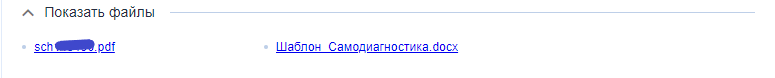 Показать файлы
Шаблон_Самодиагностика.docx